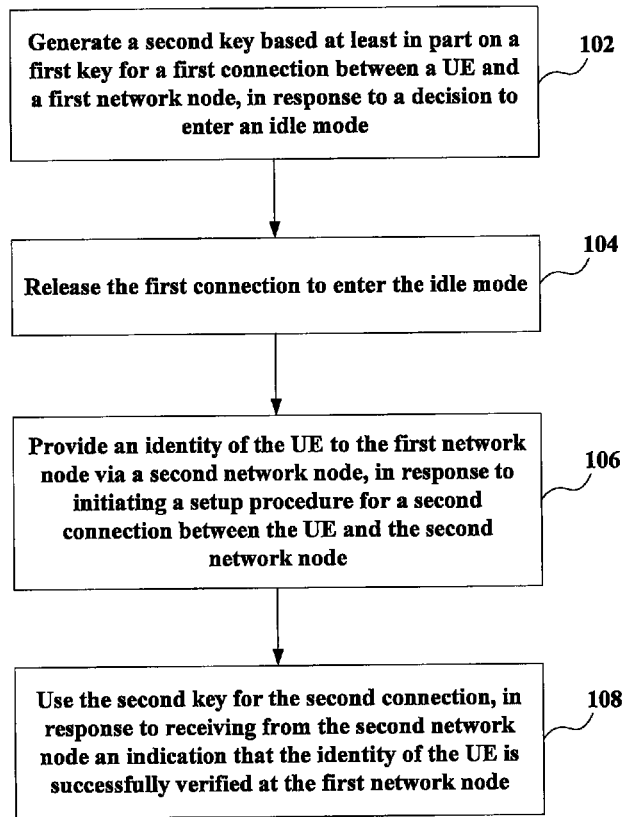 Generate a second key based at least in part on a
first key for a first connection between a UE and
a first network node, in response to a decision to
enter an idle mode
102
Release the first connection to enter the idle mode
104
Provide an identity of the UE to the first network
node via a second network node, in response to
initiating a setup procedure for a second
connection between the UE and the second
network node
106
Use the second key for the second connection, in
response to receiving from the second network
node an indication that the identity of the UE is
successfully verified at the first network node
108